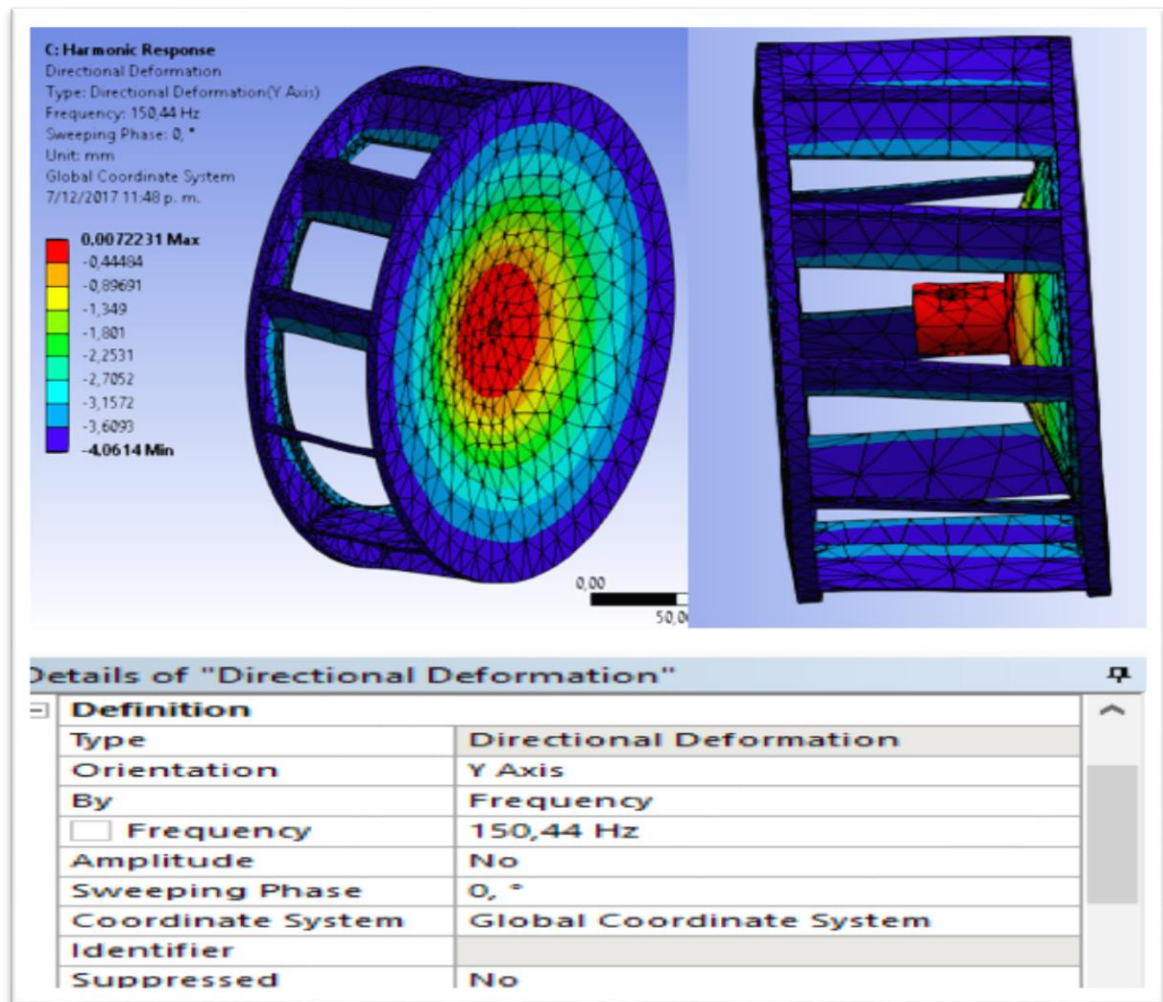 C: Harmonic Response
Directional Deformation
Type: Directional Deformation(Y Axis)
Frequency: 150,44 Hz
Sweeping Phase: 0, °
Unit: mm
Global Coordinate System
7/12/2017 11:48 p. m.
0,0072231 Max
-0,44484
-0,89691
-1,349
-1,801
-2,2531
-2,7052
-3,1572
-3,6093
-4,0614 Min
0,00
Details of "Directional Deformation"
Definition
Type Directional Deformation
Orientation Y Axis
By Frequency
Frequency 150,44 Hz
Amplitude No
Sweeping Phase 0, °
Coordinate System Global Coordinate System
Identifier
Suppressed No